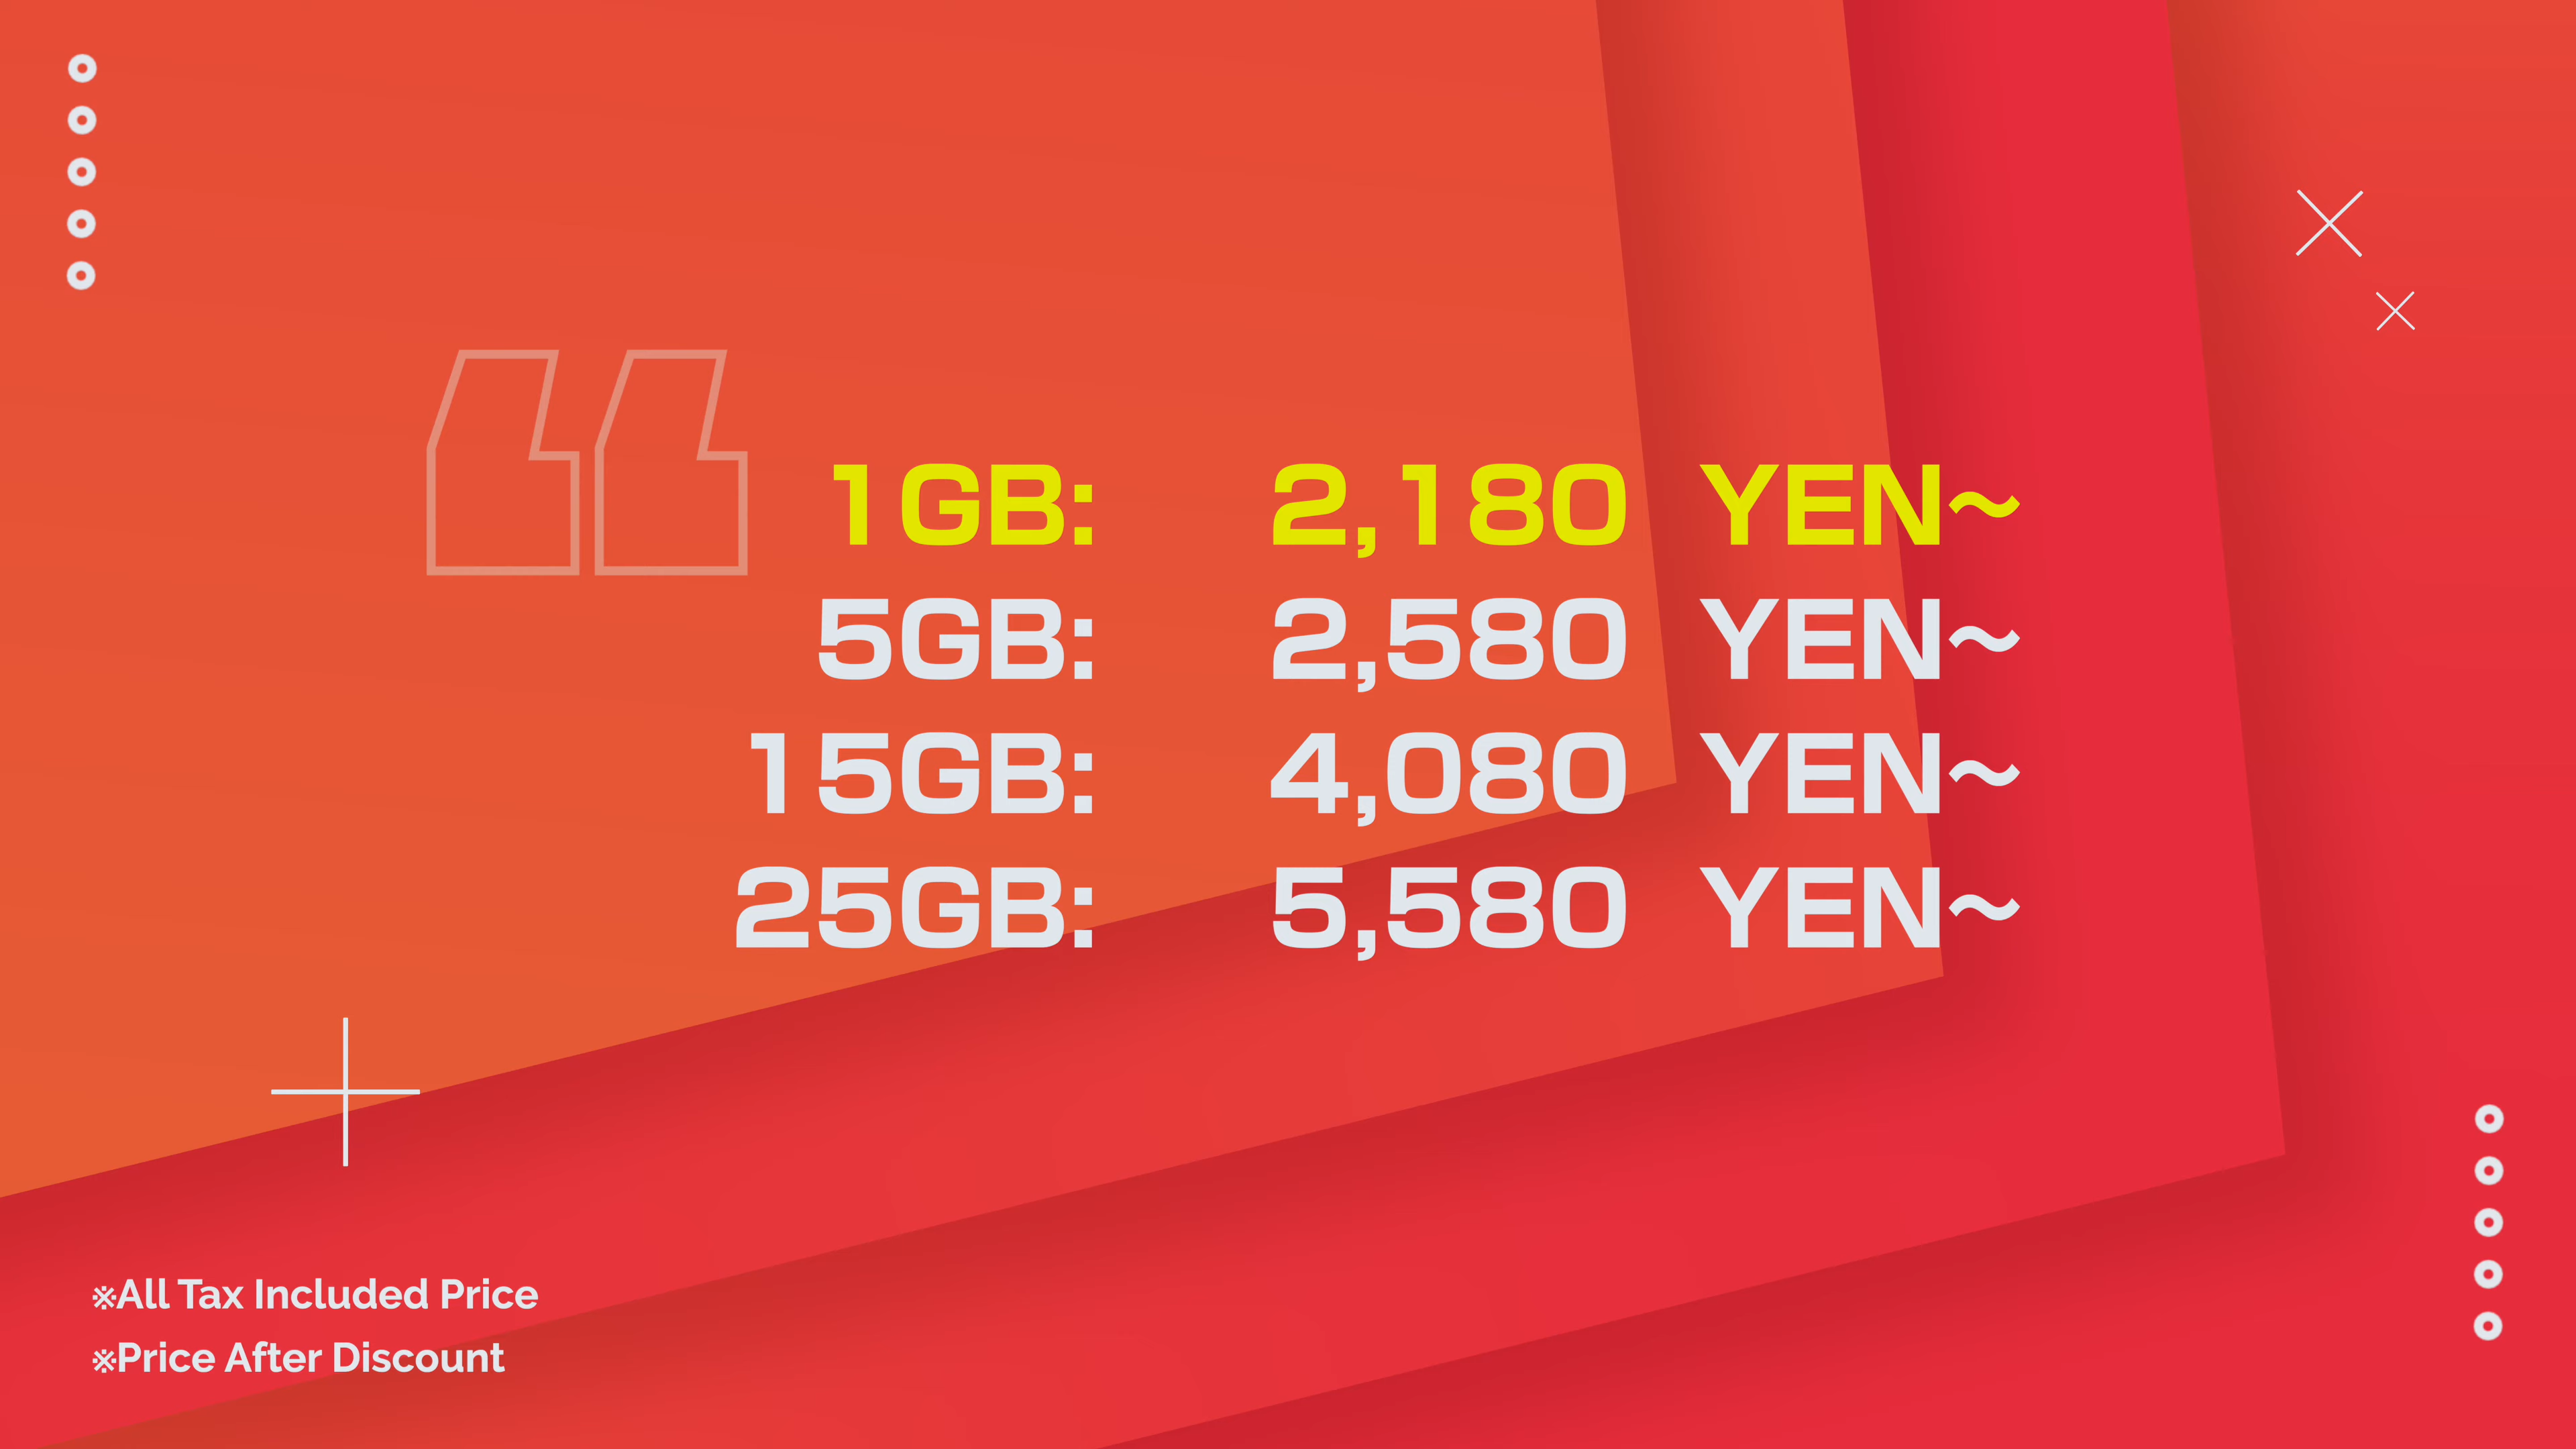 1GB: 2,180 YEN~
5GB: 2,580 YEN~
15GB: 4,080 YEN~
25GB: 5,580 YEN~
※All Tax Included Price
※Price After Discount